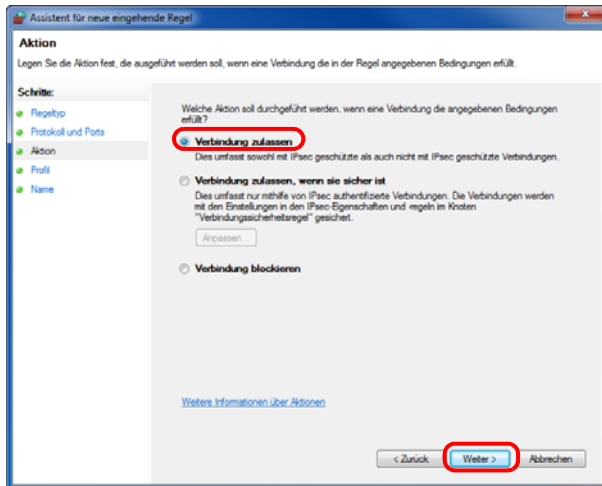 Assistent für neue eingehende Regel
Aktion
Legen Sie die Aktion fest, die ausgeführt werden soll, wenn eine Verbindung die in der Regel angegebenen Bedingungen erfüllt.
Schritte:
Regeltyp
Protokoll und Ports
Aktion
Profil
Name
Welche Aktion soll durchgeführt werden, wenn eine Verbindung die angegebenen Bedingungen
erfüllt?
Verbindung zulassen
Dies umfasst sowohl mit IPsec geschützte als auch nicht mit IPsec geschützte Verbindungen.
Verbindung zulassen, wenn sie sicher ist
Dies umfasst nur mithilfe von IPsec authentifizierte Verbindungen. Die Verbindungen werden
mit den Einstellungen in den IPsec-Eigenschaften und -regeln im Knoten
"Verbindungssicherheitsregel" gesichert.
Anpassen...
Verbindung blockieren
Weitere Informationen über Aktionen
< Zurück
Weiter >
Abbrechen